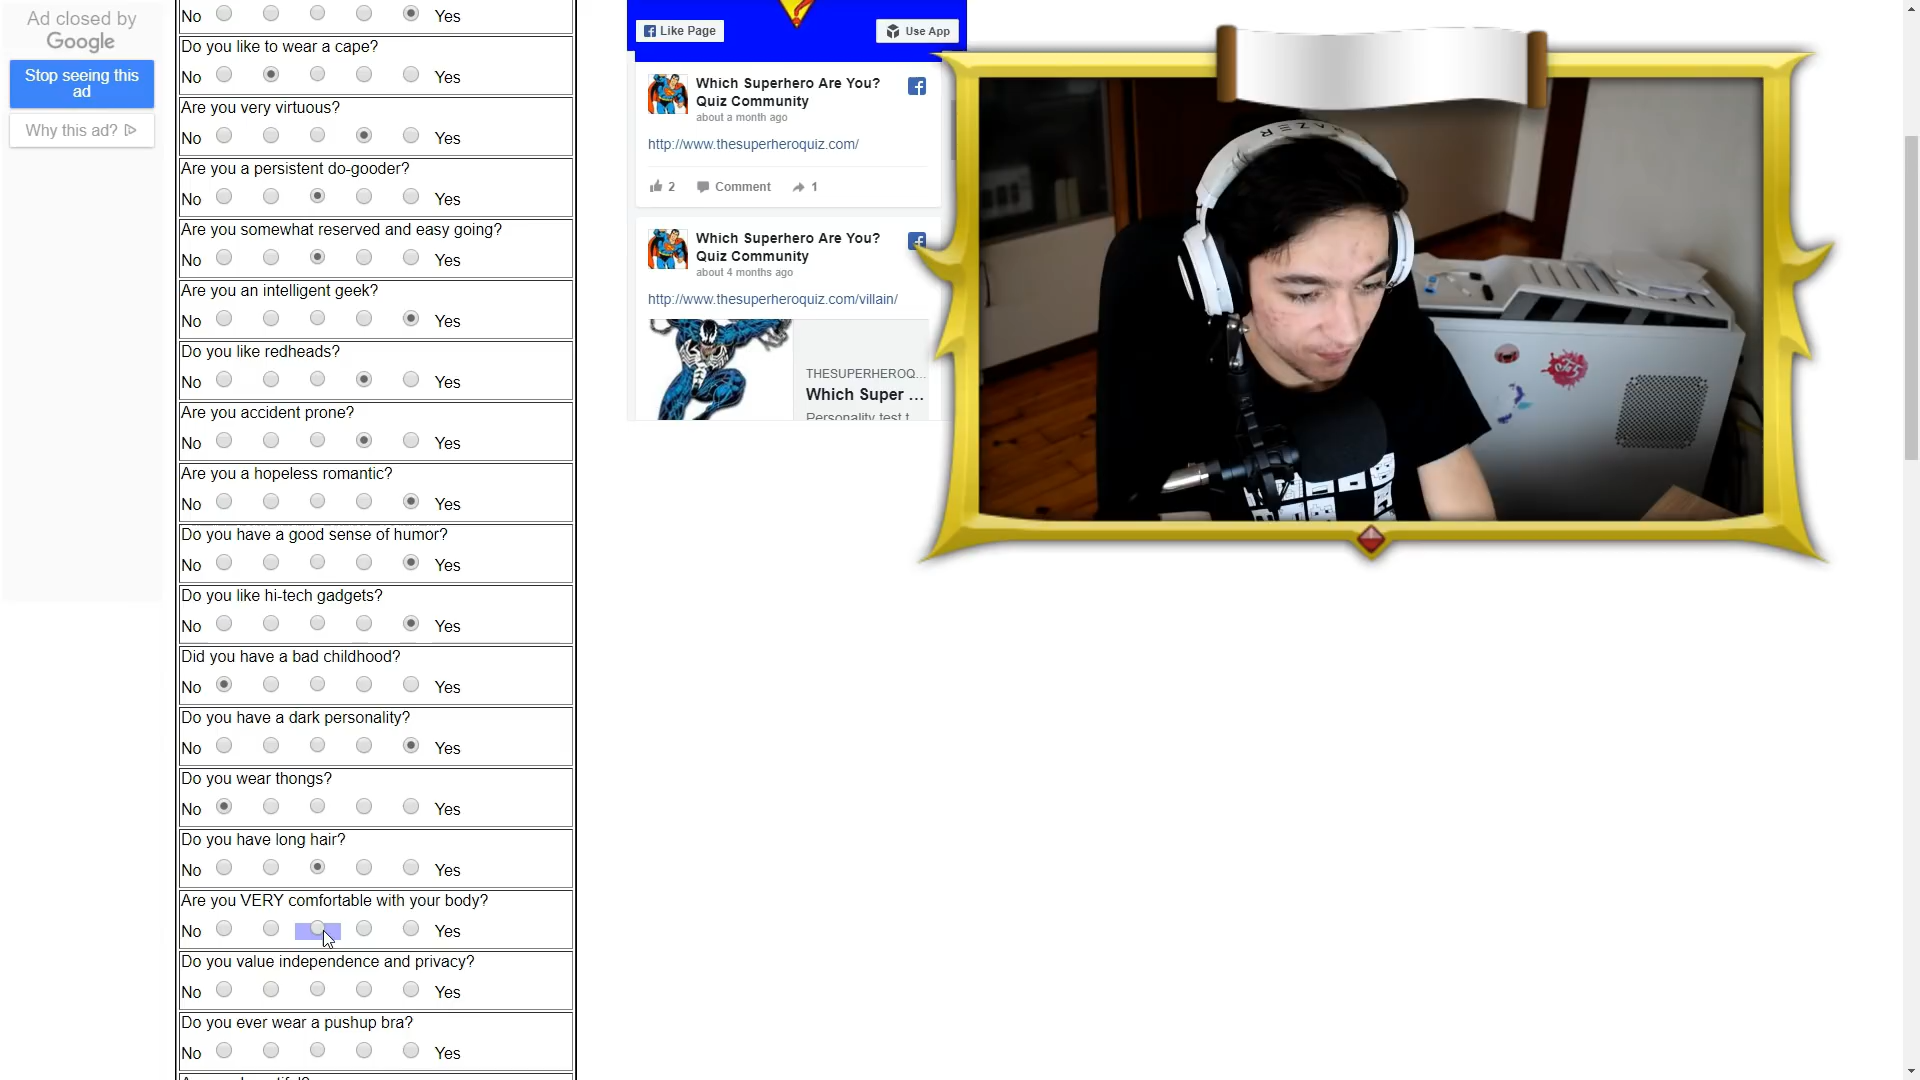 Ad closed by
Google
Stop seeing this
ad
Why this ad?
No Yes
Do you like to wear a cape?
No Yes
Are you very virtuous?
No Yes
Are you a persistent do-gooder?
No Yes
Are you somewhat reserved and easy going?
No Yes
Are you an intelligent geek?
No Yes
Do you like redheads?
No Yes
Are you accident prone?
No Yes
Are you a hopeless romantic?
No Yes
Do you have a good sense of humor?
No Yes
Do you like hi-tech gadgets?
No Yes
Did you have a bad childhood?
No Yes
Do you have a dark personality?
No Yes
Do you wear thongs?
No Yes
Do you have long hair?
No Yes
Are you VERY comfortable with your body?
No Yes
Do you value independence and privacy?
No Yes
Do you ever wear a pushup bra?
No Yes
Like Page
Use App
Which Superhero Are You?
Quiz Community
about a month ago
http://www.thesuperheroquiz.com/
2 Comment 1
Which Superhero Are You?
Quiz Community
about 4 months ago
http://www.thesuperheroquiz.com/villain/
THESUPERHEROQ...
Which Super ...
Personality test t
RAZER